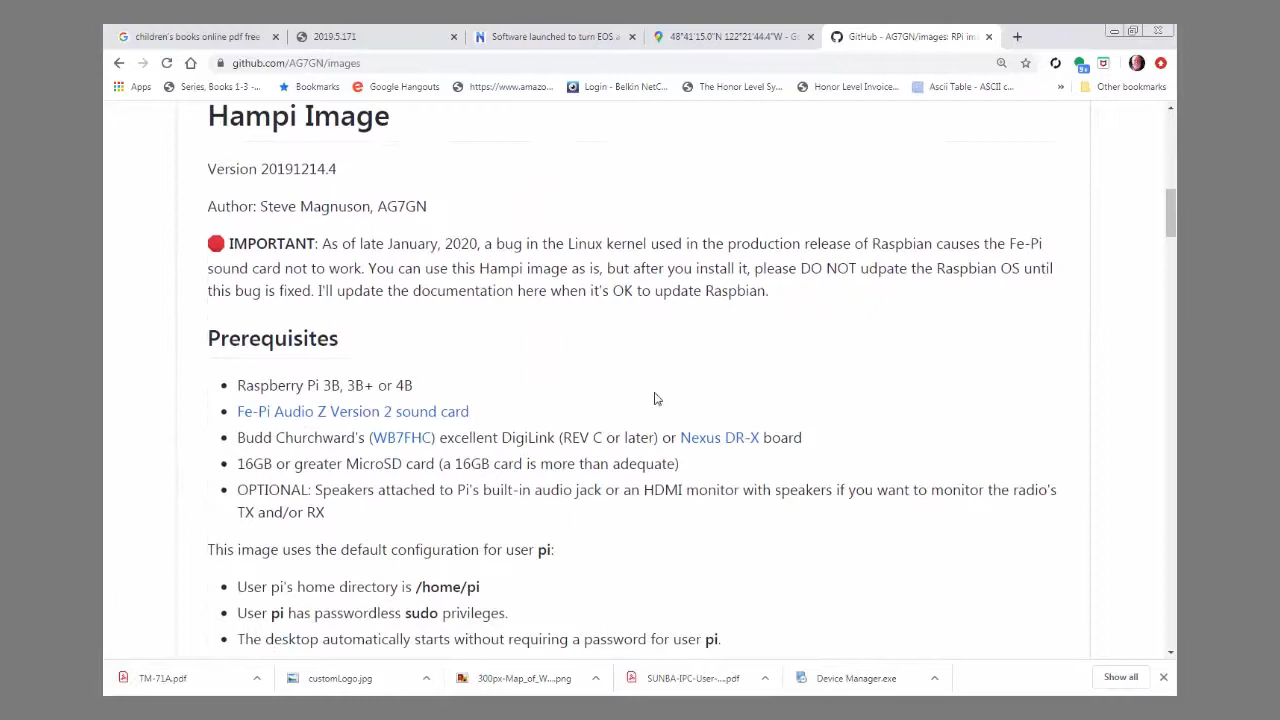 children's books online pdf free
2019.5.171
Software launched to turn EOS
48°41'15.0"N 122°21'44.4"W - G
GitHub - AG7GN/images: RPi im
github.com/AG7GN/images
Apps
Series, Books 1-3 - ...
Bookmarks
Google Hangouts
https://www.amazo...
Login - Belkin NetC...
The Honor Level Sy...
Honor Level Invoice...
Ascii Table - ASCII c...
»
Other bookmarks
Hampi Image
Version 20191214.4
Author: Steve Magnuson, AG7GN
IMPORTANT: As of late January, 2020, a bug in the Linux kernel used in the production release of Raspbian causes the Fe-Pi
sound card not to work. You can use this Hampi image as is, but after you install it, please DO NOT udpate the Raspbian OS until
this bug is fixed. I'll update the documentation here when it's OK to update Raspbian.
Prerequisites
• Raspberry Pi 3B, 3B+ or 4B
• Fe-Pi Audio Z Version 2 sound card
• Budd Churchward's (WB7FHC) excellent DigiLink (REV C or later) or Nexus DR-X board
• 16GB or greater MicroSD card (a 16GB card is more than adequate)
• OPTIONAL: Speakers attached to Pi's built-in audio jack or an HDMI monitor with speakers if you want to monitor the radio's
TX and/or RX
This image uses the default configuration for user pi:
• User pi's home directory is /home/pi
• User pi has passwordless sudo privileges.
• The desktop automatically starts without requiring a password for user pi.
TM-71A.pdf
customLogo.jpg
300px-Map_of_W....png
SUNBA-IPC-User-....pdf
Device Manager.exe
Show all